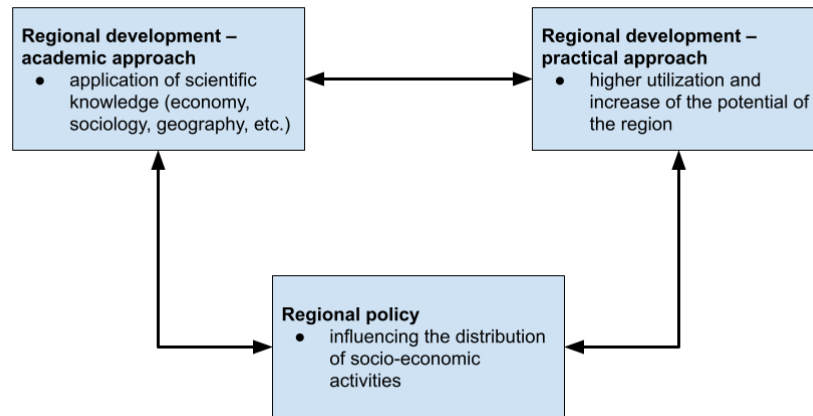 Regional development –
academic approach
● application of scientific
knowledge (economy,
sociology, geography, etc.)
Regional development –
practical approach
● higher utilization and
increase of the potential of
the region
Regional policy
● influencing the distribution
of socio-economic
activities